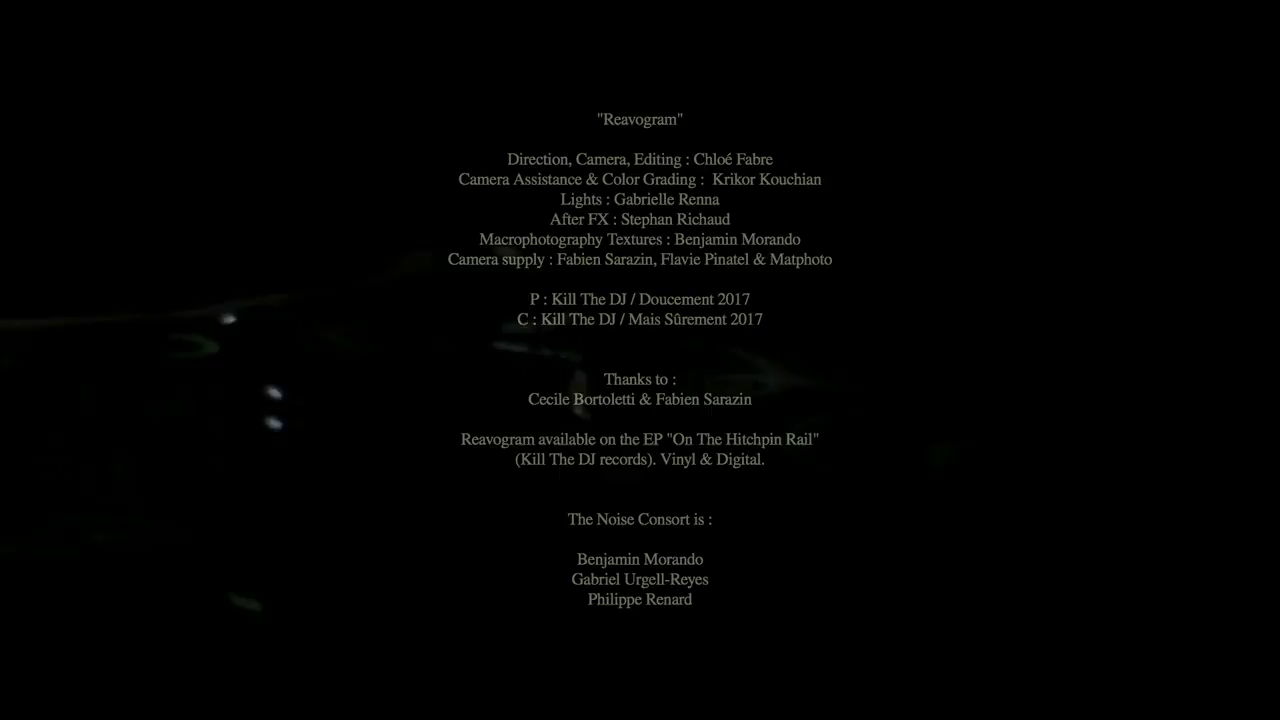 "Reavogram"
Direction, Camera, Editing : Chloé Fabre
Camera Assistance & Color Grading :  Krikor Kouchian
Lights : Gabrielle Renna
After FX : Stephan Richaud
Macrophotography Textures : Benjamin Morando
Camera supply : Fabien Sarazin, Flavie Pinatel & Matphoto
P : Kill The DJ / Doucement 2017
C : Kill The DJ / Mais Sûrement 2017
Thanks to :
Cecile Bortoletti & Fabien Sarazin
Reavogram available on the EP "On The Hitchpin Rail"
(Kill The DJ records). Vinyl & Digital.
The Noise Consort is :
Benjamin Morando
Gabriel Urgell-Reyes
Philippe Renard